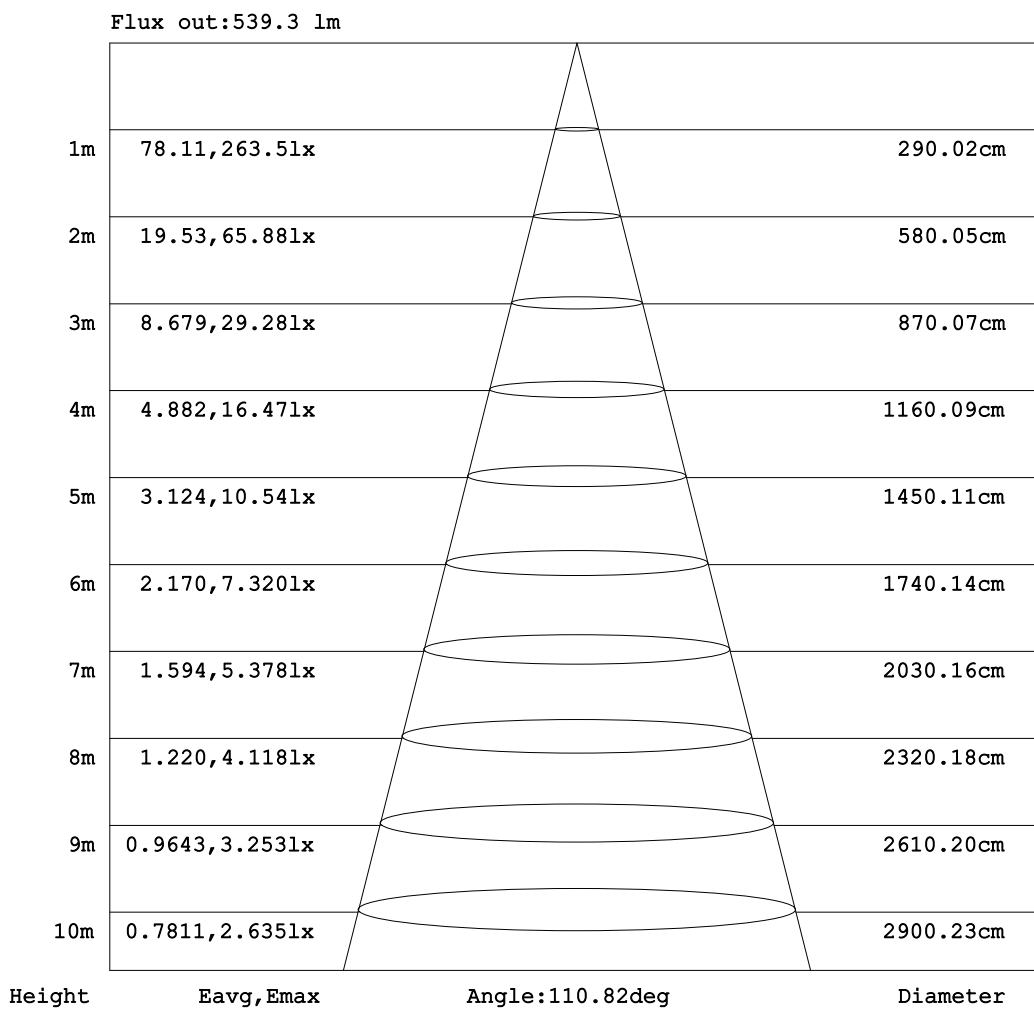 Flux out:539.3 lm
1m 78.11,263.5lx 290.02cm
2m 19.53,65.88lx 580.05cm
3m 8.679,29.28lx 870.07cm
4m 4.882,16.47lx 1160.09cm
5m 3.124,10.54lx 1450.11cm
6m 2.170,7.320lx 1740.14cm
7m 1.594,5.378lx 2030.16cm
8m 1.220,4.118lx 2320.18cm
9m 0.9643,3.253lx 2610.20cm
10m 0.7811,2.635lx 2900.23cm
Height Eavg,Emax Angle:110.82deg Diameter